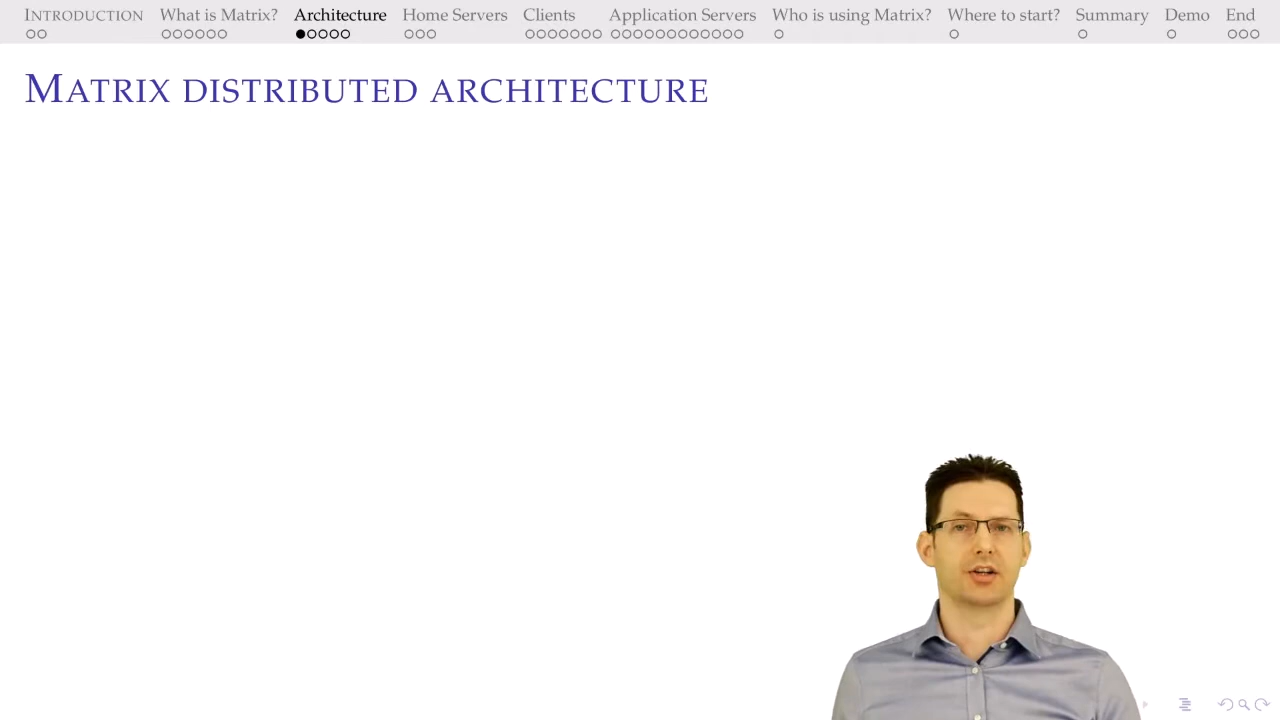 INTRODUCTION What is Matrix? Architecture Home Servers Clients Application Servers Who is using Matrix? Where to start? Summary Demo End
MATRIX DISTRIBUTED ARCHITECTURE